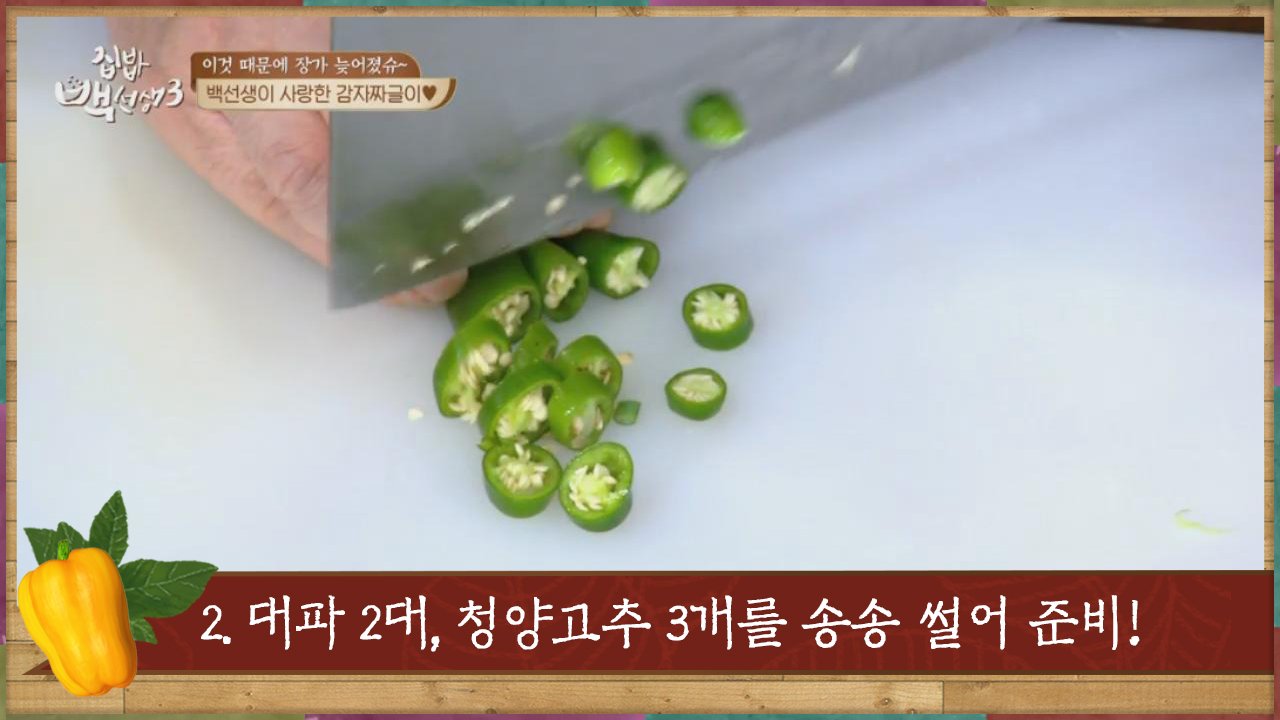 집밥
백선생3
이것 때문에 장가 늦어졌슈~
백선생이 사랑한 감자짜글이♥
2. 대파 2대, 청양고추 3개를 송송 썰어 준비!